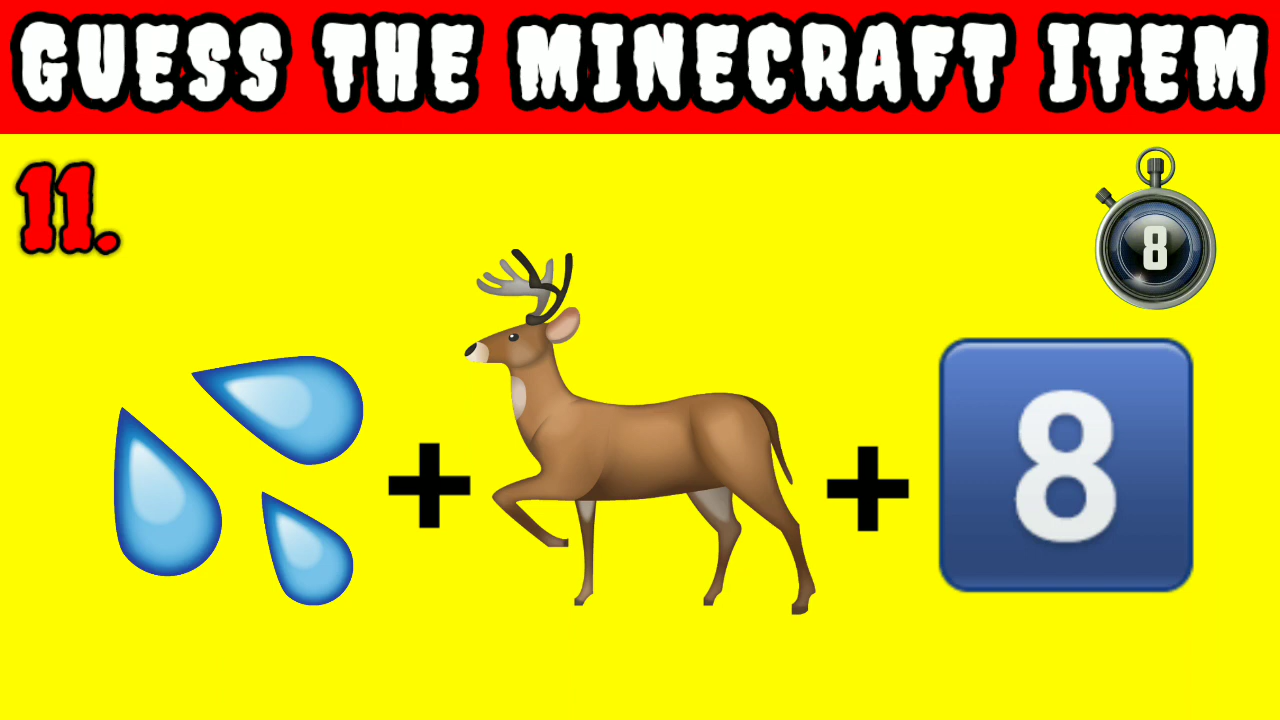 GUESS THE MINECRAFT ITEM
11.
8
+ +
8